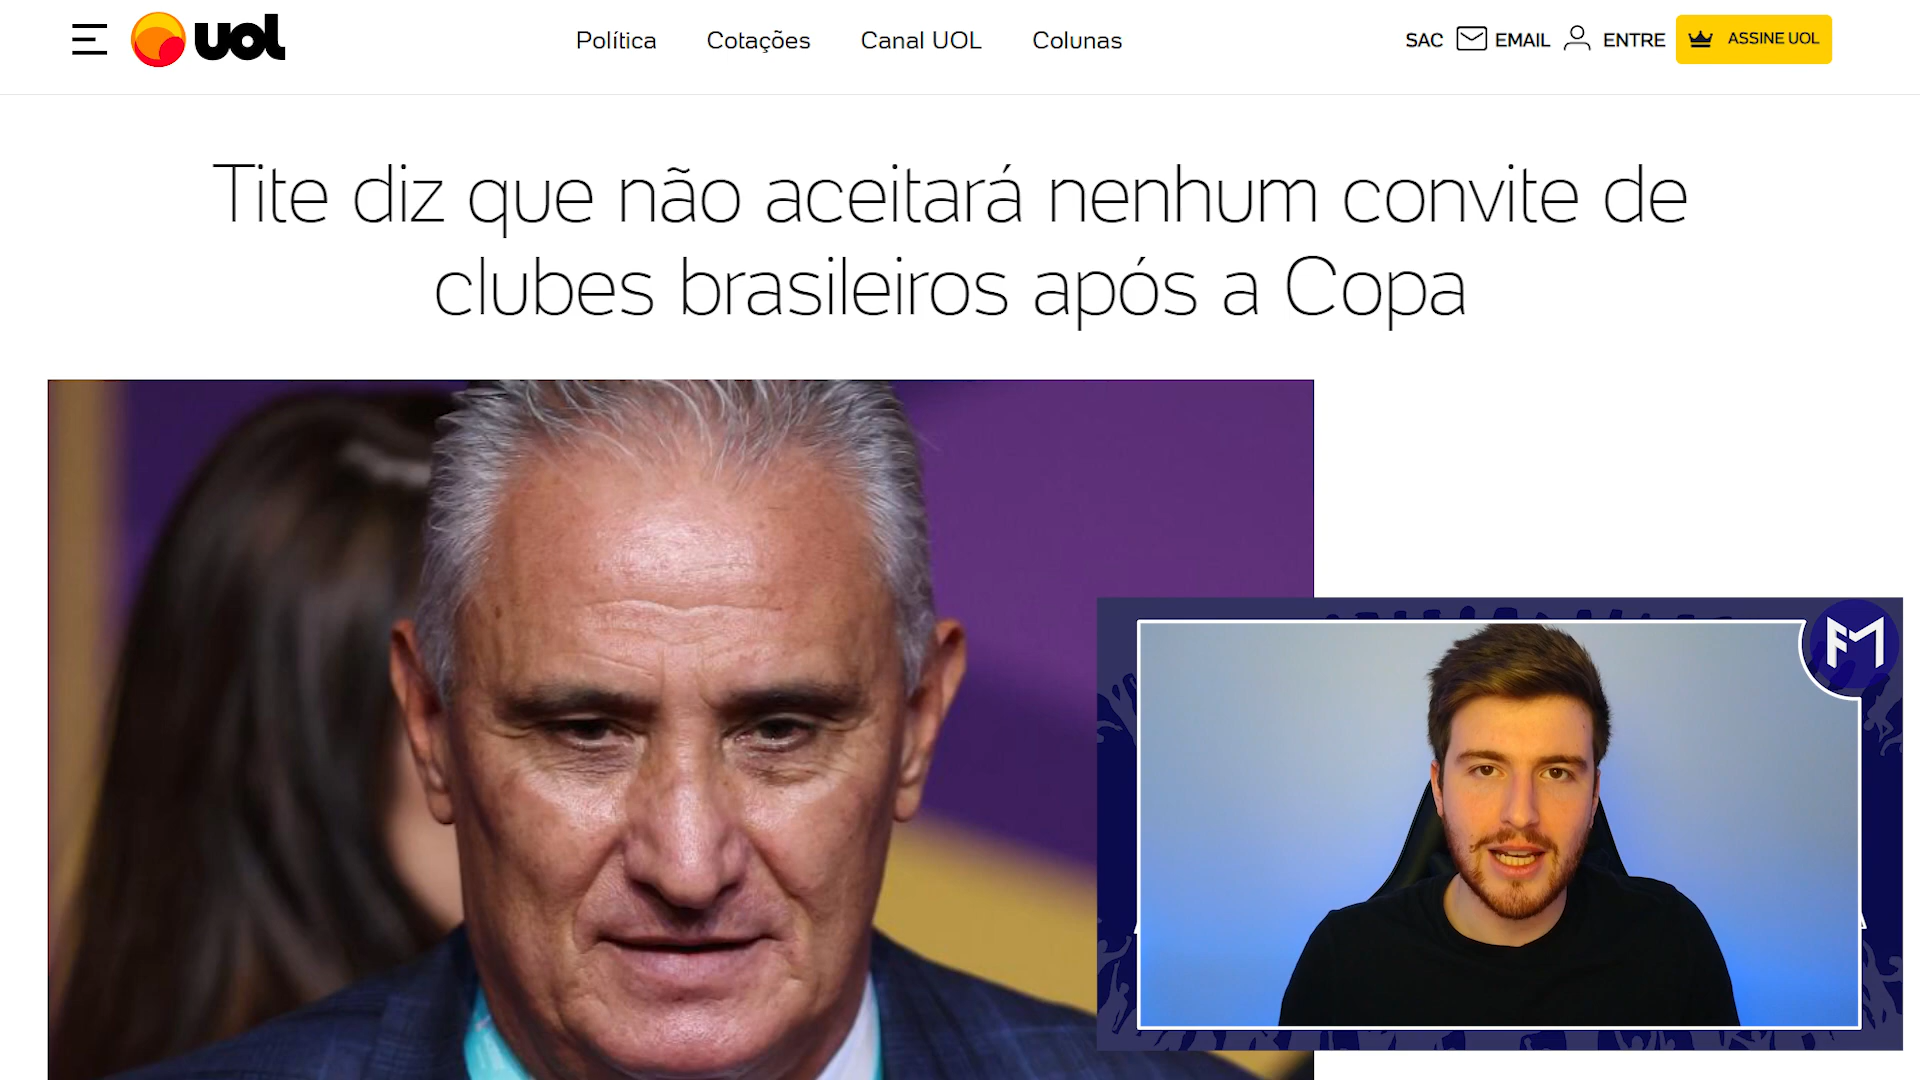 uol
Política
Cotações
Canal UOL
Colunas
SAC
EMAIL
ENTRE
ASSINE UOL
Tite diz que não aceitará nenhum convite de
clubes brasileiros após a Copa
FM